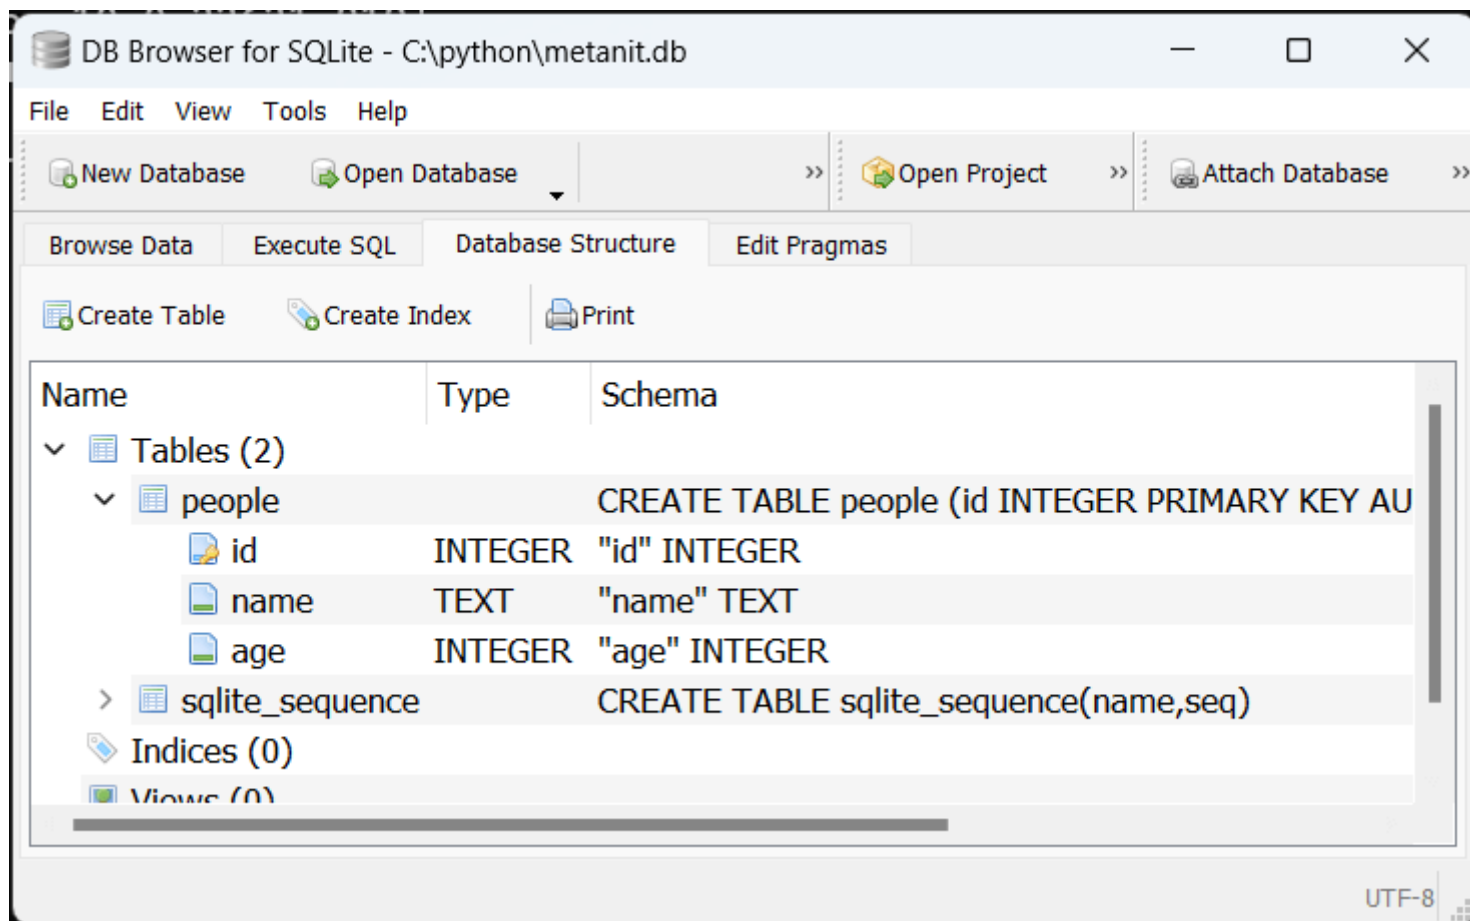 DB Browser for SQLite - C:\python\metanit.db
File Edit View Tools Help
New Database Open Database » Open Project » Attach Database »
Browse Data Execute SQL Database Structure Edit Pragmas
Create Table Create Index Print
Name Type Schema
Tables (2)
people CREATE TABLE people (id INTEGER PRIMARY KEY AU
id INTEGER "id" INTEGER
name TEXT "name" TEXT
age INTEGER "age" INTEGER
sqlite_sequence CREATE TABLE sqlite_sequence(name,seq)
Indices (0)
Views (0)
UTF-8